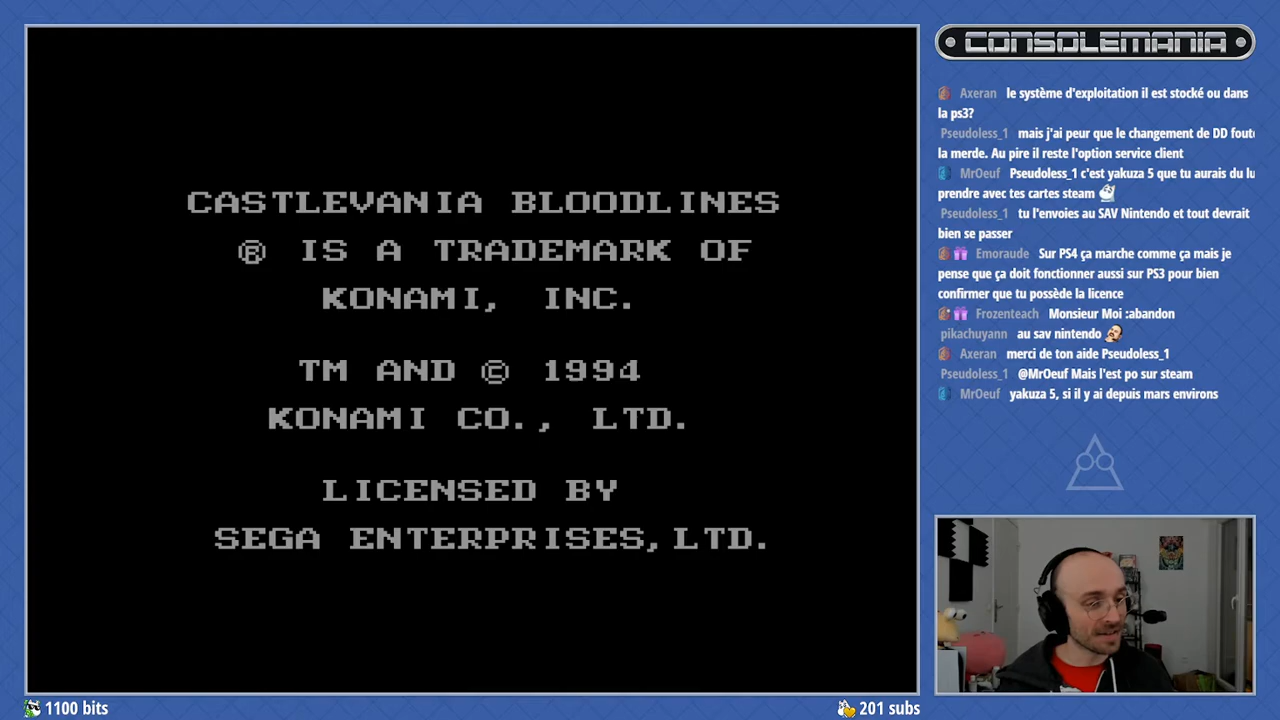 CASTLEVANIA BLOODLINES
® IS A TRADEMARK OF
KONAMI, INC.
TM AND © 1994
KONAMI CO., LTD.
LICENSED BY
SEGA ENTERPRISES,LTD.
CONSOLEMANIA
Axeran le système d'exploitation il est stocké ou dans
la ps3?
Pseudoless_1 mais j'ai peur que le changement de DD foute
la merde. Au pire il reste l'option service client
MrOeuf Pseudoless_1 c'est yakuza 5 que tu aurais du lu
prendre avec tes cartes steam
Pseudoless_1 tu l'envoies au SAV Nintendo et tout devrait
bien se passer
Emoraude Sur PS4 ça marche comme ça mais je
pense que ça doit fonctionner aussi sur PS3 pour bien
confirmer que tu possède la licence
Frozenteach Monsieur Moi :abandon
pikachuyann au sav nintendo
Axeran merci de ton aide Pseudoless_1
Pseudoless_1 @MrOeuf Mais l'est po sur steam
MrOeuf yakuza 5, si il y ai depuis mars environs
1100 bits
201 subs